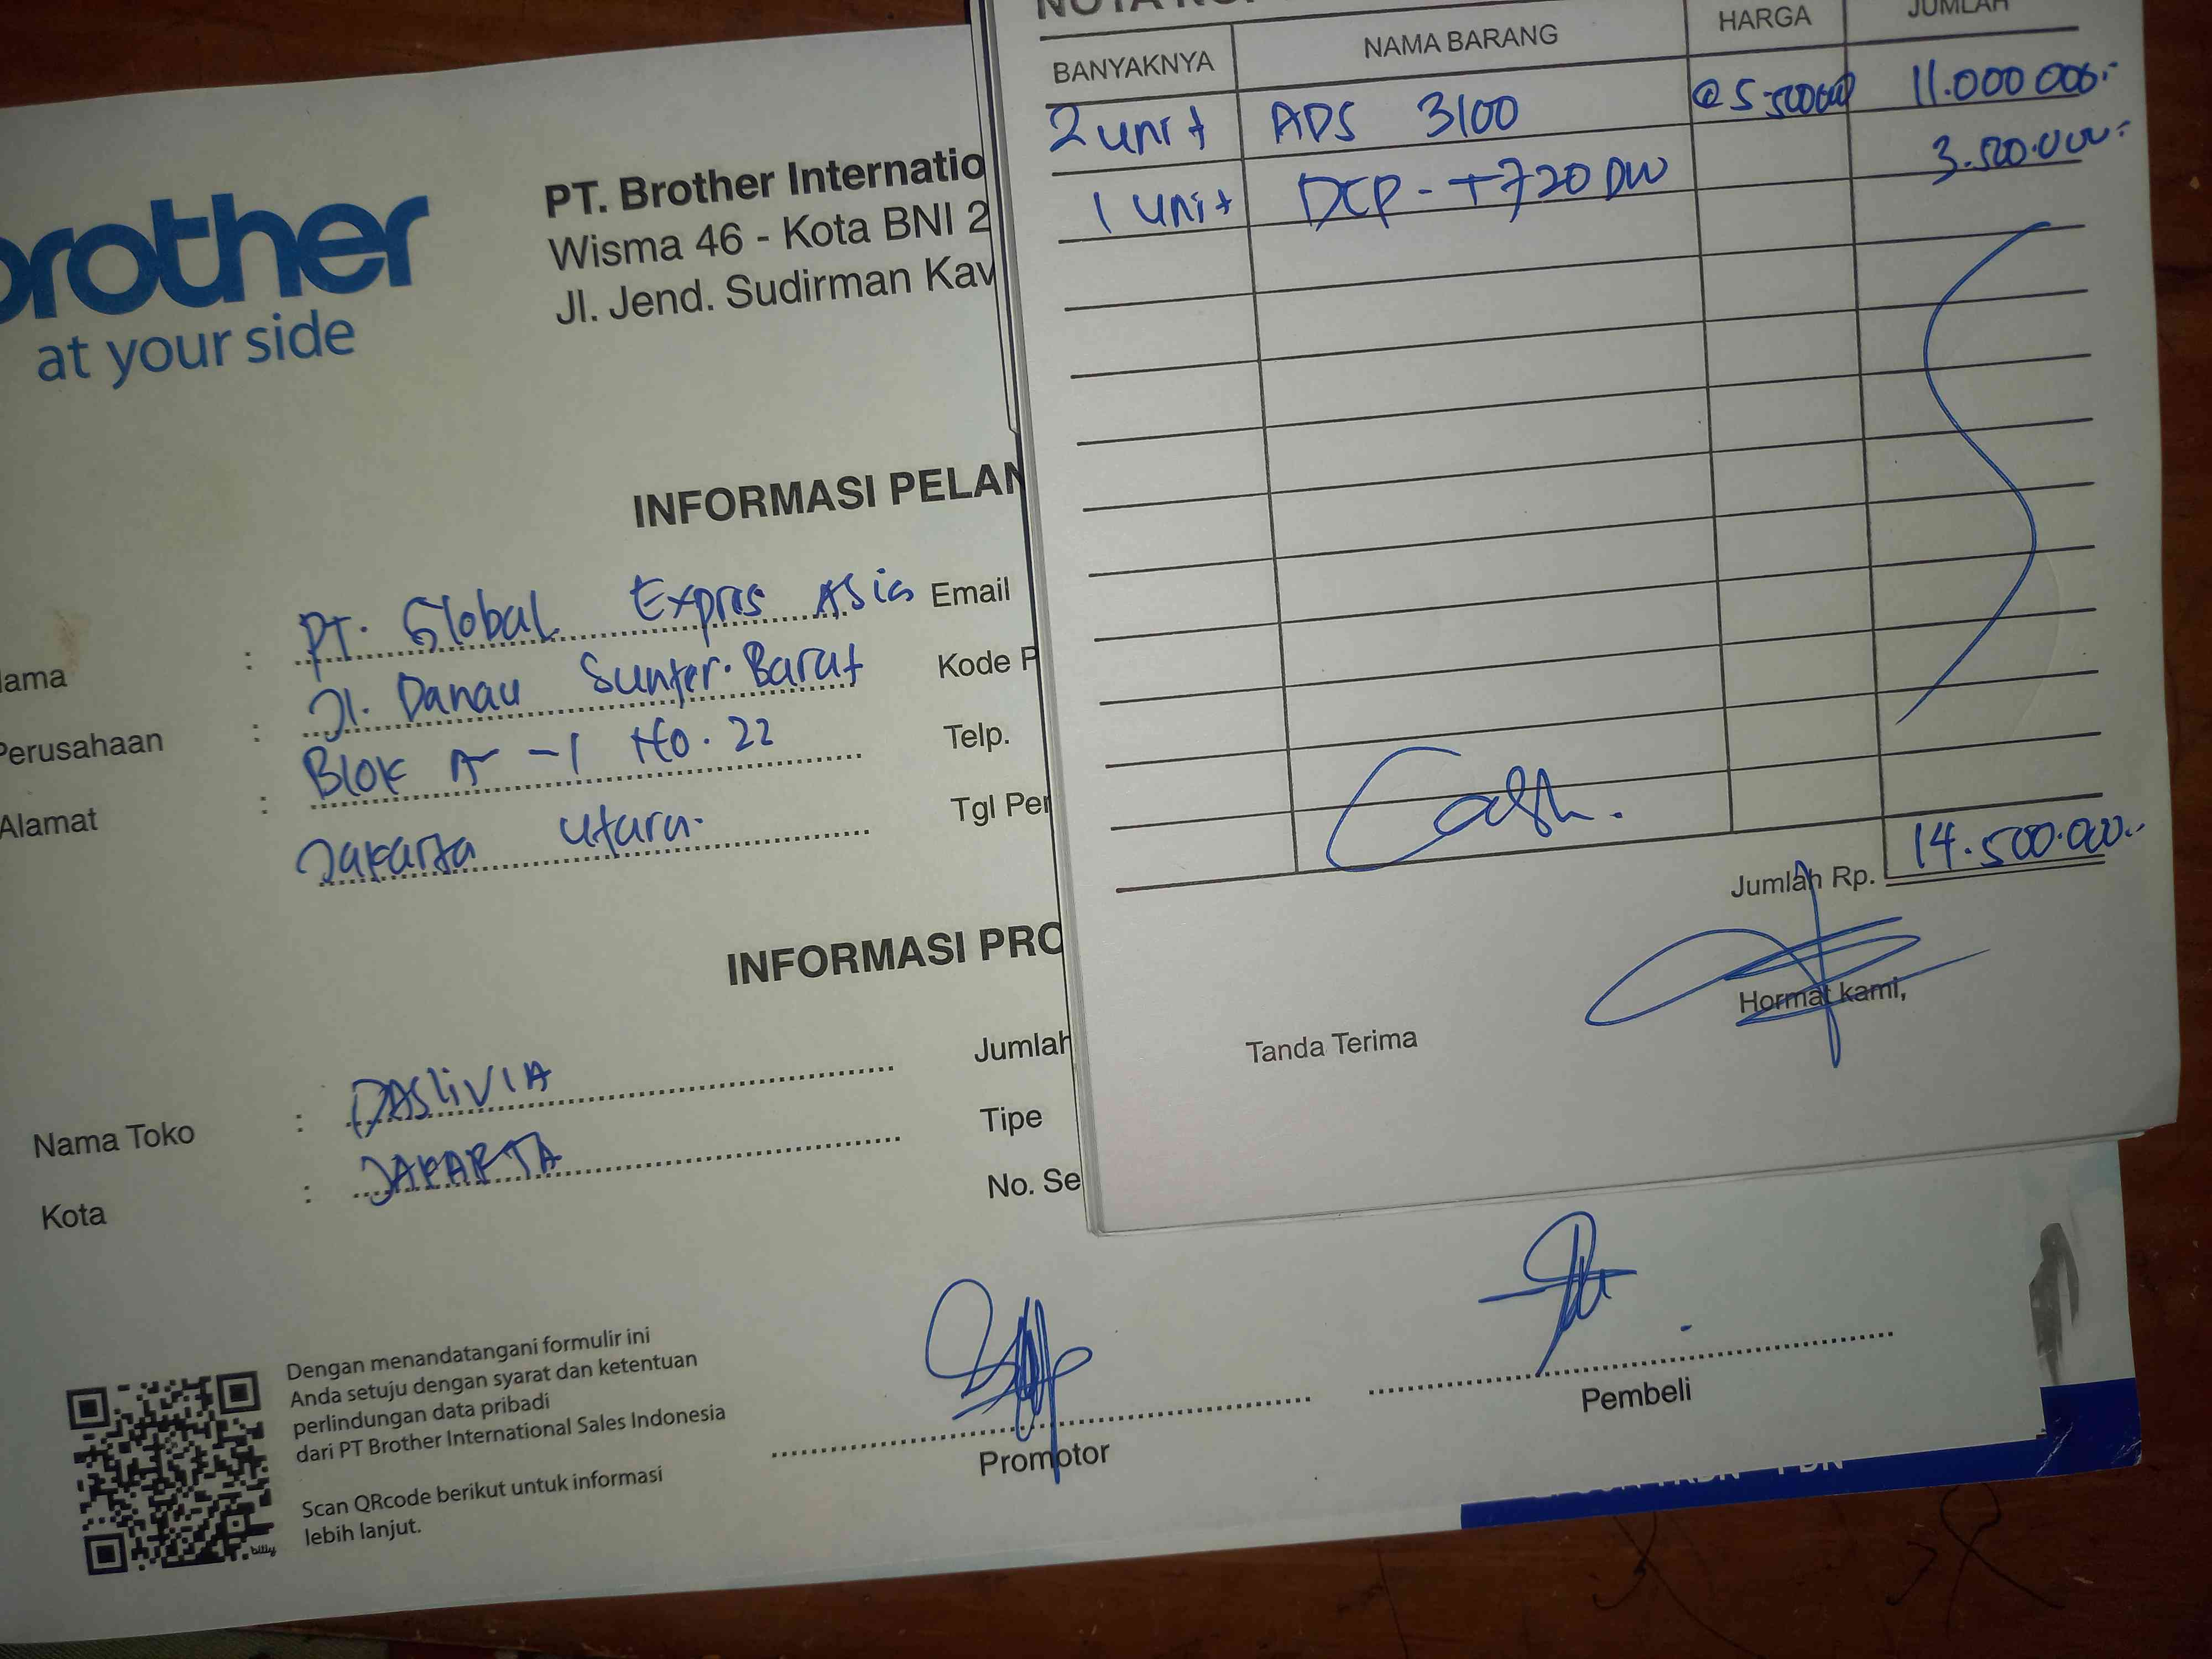 brother
at your side
PT. Brother Internatio
Wisma 46 - Kota BNI 2
Jl. Jend. Sudirman Kav
INFORMASI PELAN
ama : PT. Global Expres Asia Email
Perusahaan : Jl. Danau Sunter Barat Kode P
Alamat : Blok A-1 No. 22 Telp.
Jakarta Utara. Tgl Per
INFORMASI PRO
Nama Toko : DASLIVIA Jumlah
Kota : JAKARTA Tipe
No. Se
Dengan menandatangani formulir ini
Anda setuju dengan syarat dan ketentuan
perlindungan data pribadi
dari PT Brother International Sales Indonesia
Scan QRcode berikut untuk informasi
lebih lanjut.
billy
Promotor
Pembeli
BANYAKNYA NAMA BARANG HARGA JUMLAH
2 unit ADS 3100 @ 5.500000 11.000.000.-
1 unit DCP-T720DW 3.500.000.-
Cash.
Jumlah Rp. 14.500.000.-
Tanda Terima Hormat kami,